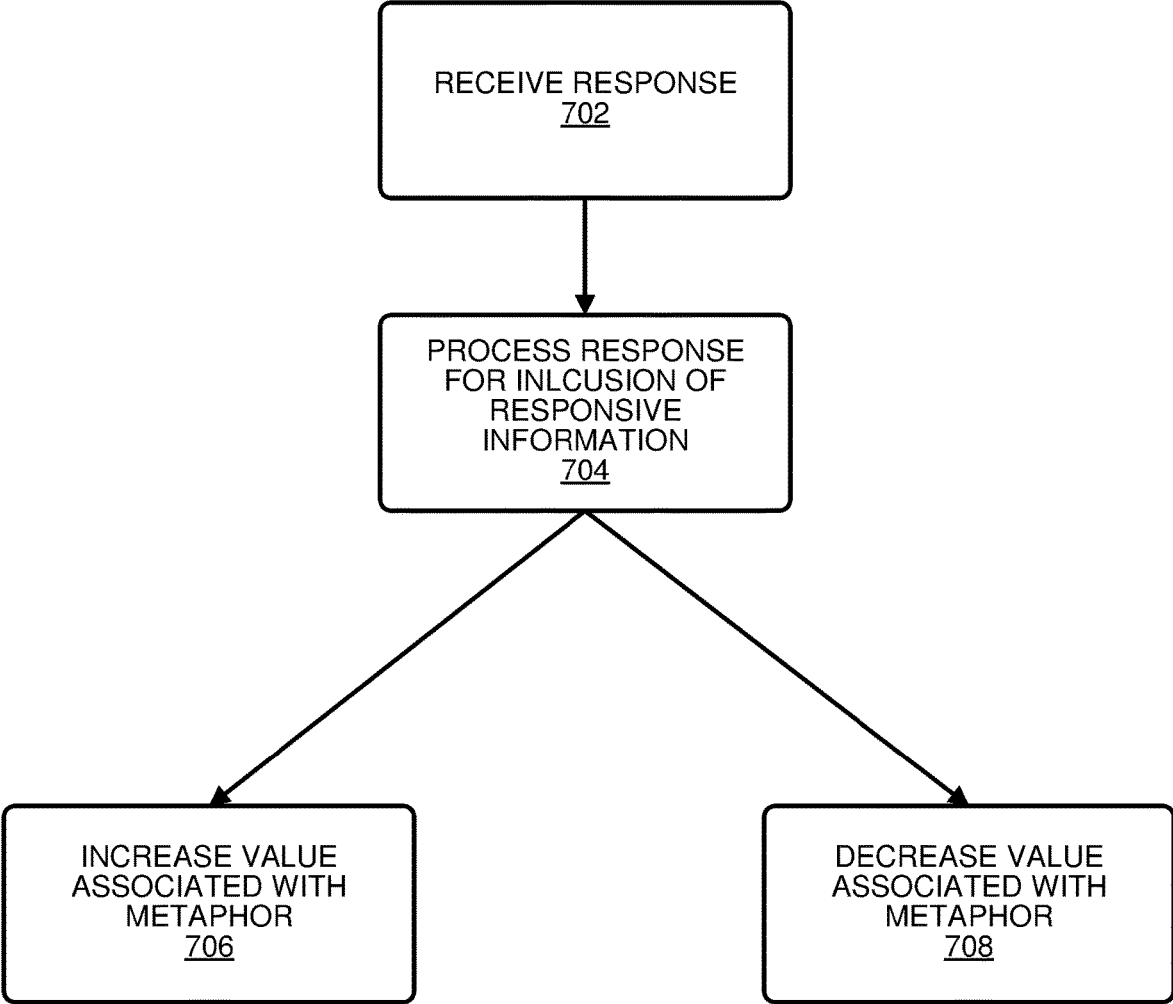 RECEIVE RESPONSE
702
PROCESS RESPONSE
FOR INLCUSION OF
RESPONSIVE
INFORMATION
704
INCREASE VALUE
ASSOCIATED WITH
METAPHOR
706
DECREASE VALUE
ASSOCIATED WITH
METAPHOR
708